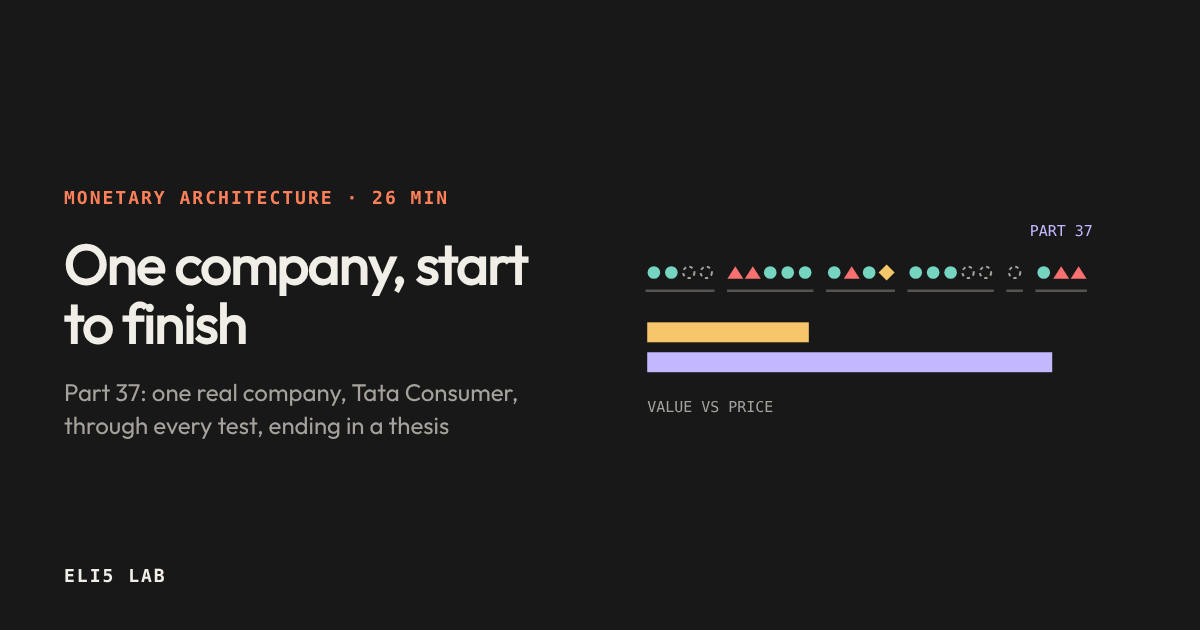 MONETARY ARCHITECTURE · 26 MIN
One company, start
to finish
Part 37: one real company, Tata Consumer,
through every test, ending in a thesis
ELI5 LAB
PART 37
VALUE VS PRICE